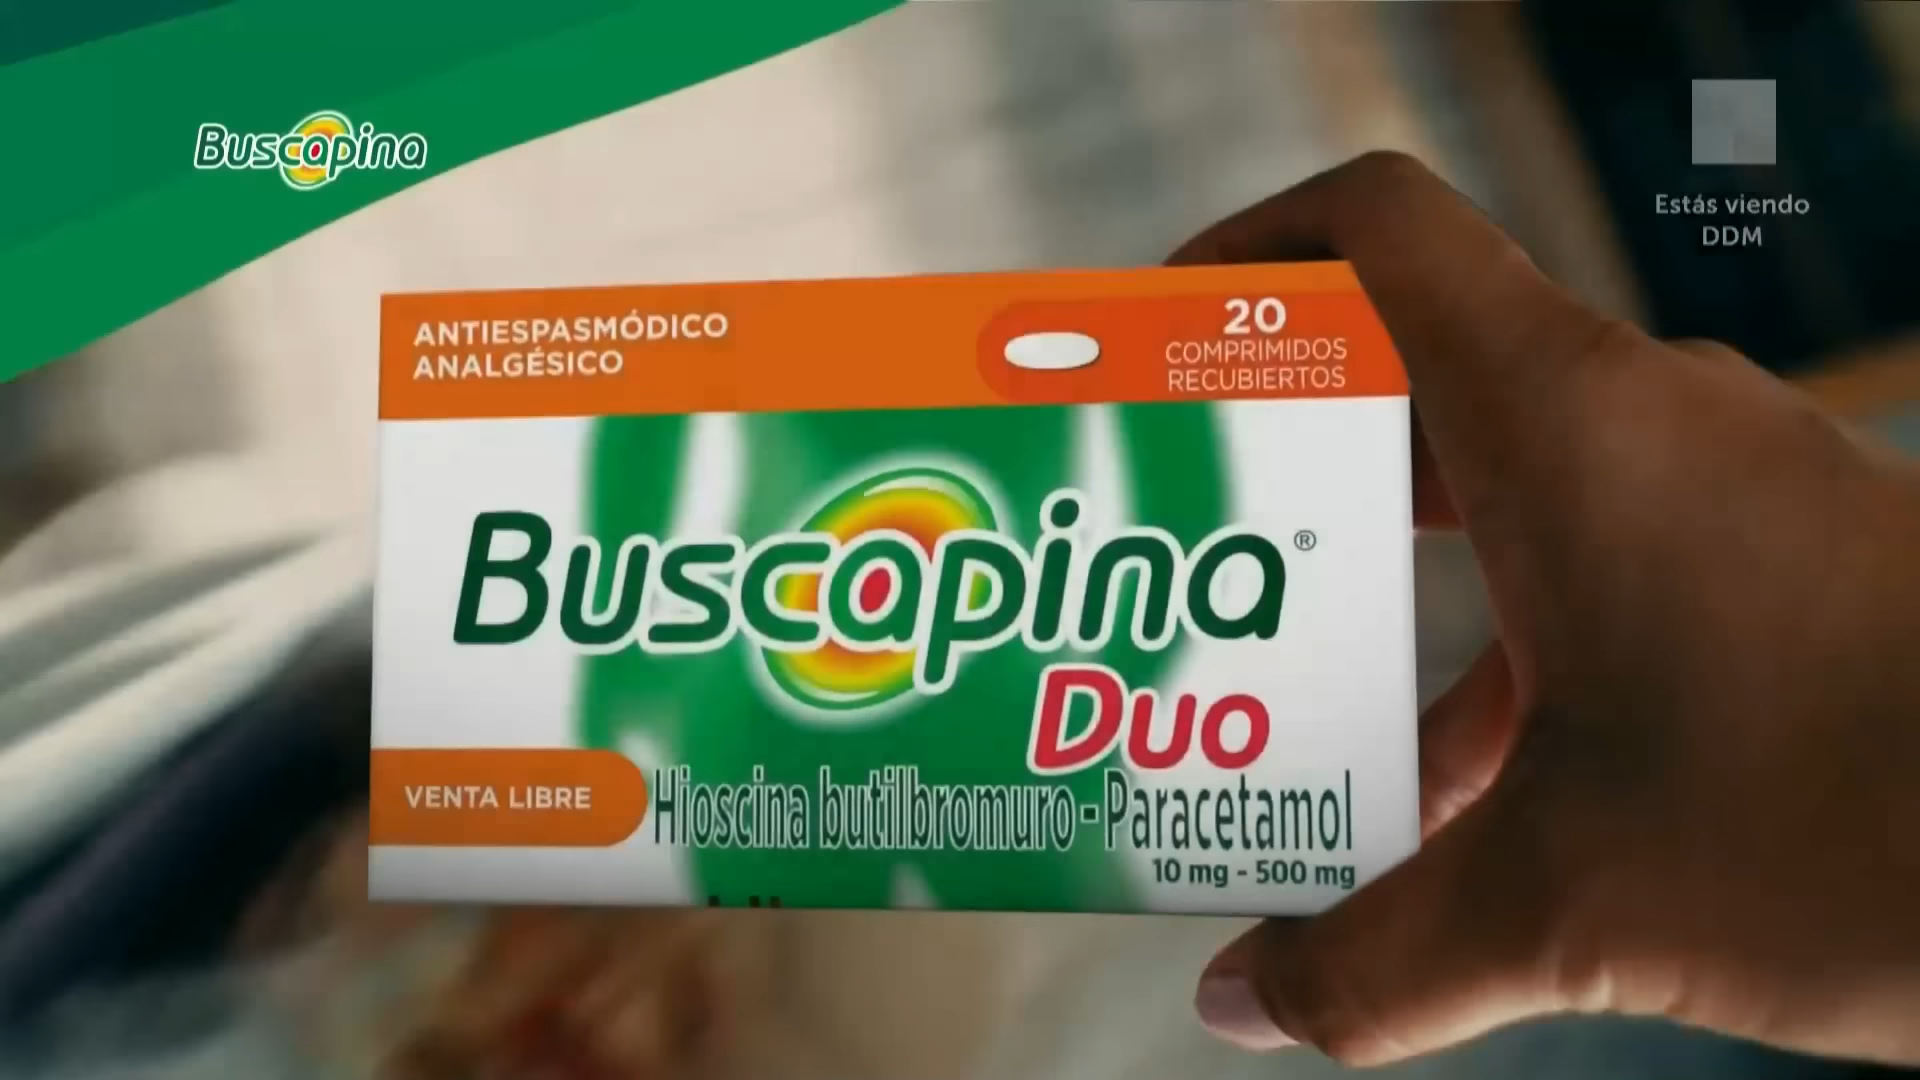 Buscapina
Estás viendo
DDM
ANTIESPASMÓDICO
ANALGÉSICO
20
COMPRIMIDOS
RECUBIERTOS
Buscapina®
Duo
VENTA LIBRE
Hioscina butilbromuro - Paracetamol
10 mg - 500 mg